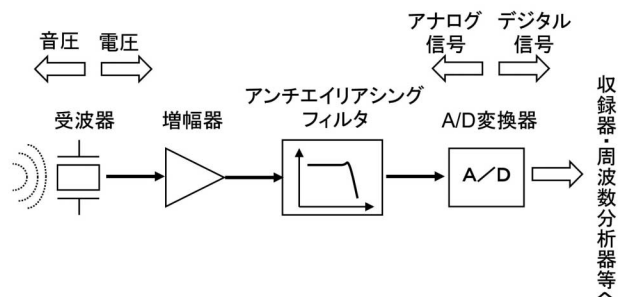 音圧
電圧
アナログ
信号
デジタル
信号
受波器
増幅器
アンチエイリアシング
フィルタ
A/D変換器
A/D
収録器・周波数分析器等へ